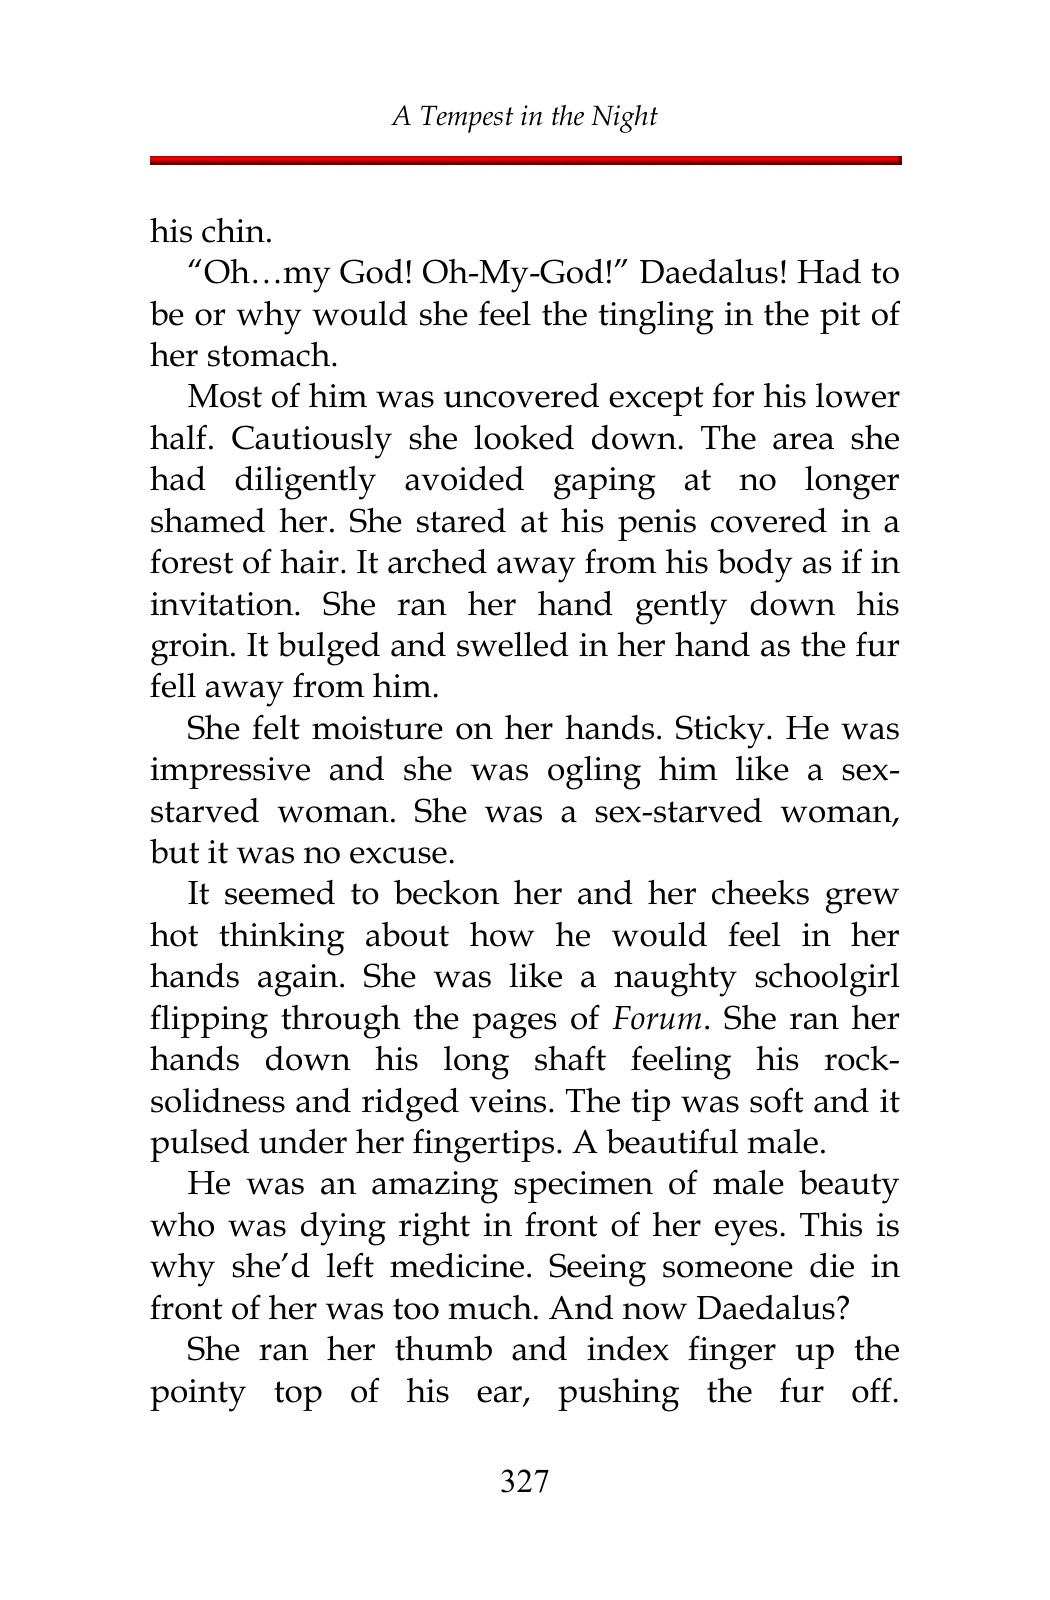 A Tempest in the Night
his chin.
“Oh…my God! Oh-My-God!” Daedalus! Had to
be or why would she feel the tingling in the pit of
her stomach.
Most of him was uncovered except for his lower
half. Cautiously she looked down. The area she
had diligently avoided gaping at no longer
shamed her. She stared at his penis covered in a
forest of hair. It arched away from his body as if in
invitation. She ran her hand gently down his
groin. It bulged and swelled in her hand as the fur
fell away from him.
She felt moisture on her hands. Sticky. He was
impressive and she was ogling him like a sex-
starved woman. She was a sex-starved woman,
but it was no excuse.
It seemed to beckon her and her cheeks grew
hot thinking about how he would feel in her
hands again. She was like a naughty schoolgirl
flipping through the pages of Forum. She ran her
hands down his long shaft feeling his rock-
solidness and ridged veins. The tip was soft and it
pulsed under her fingertips. A beautiful male.
He was an amazing specimen of male beauty
who was dying right in front of her eyes. This is
why she’d left medicine. Seeing someone die in
front of her was too much. And now Daedalus?
She ran her thumb and index finger up the
pointy top of his ear, pushing the fur off.
327